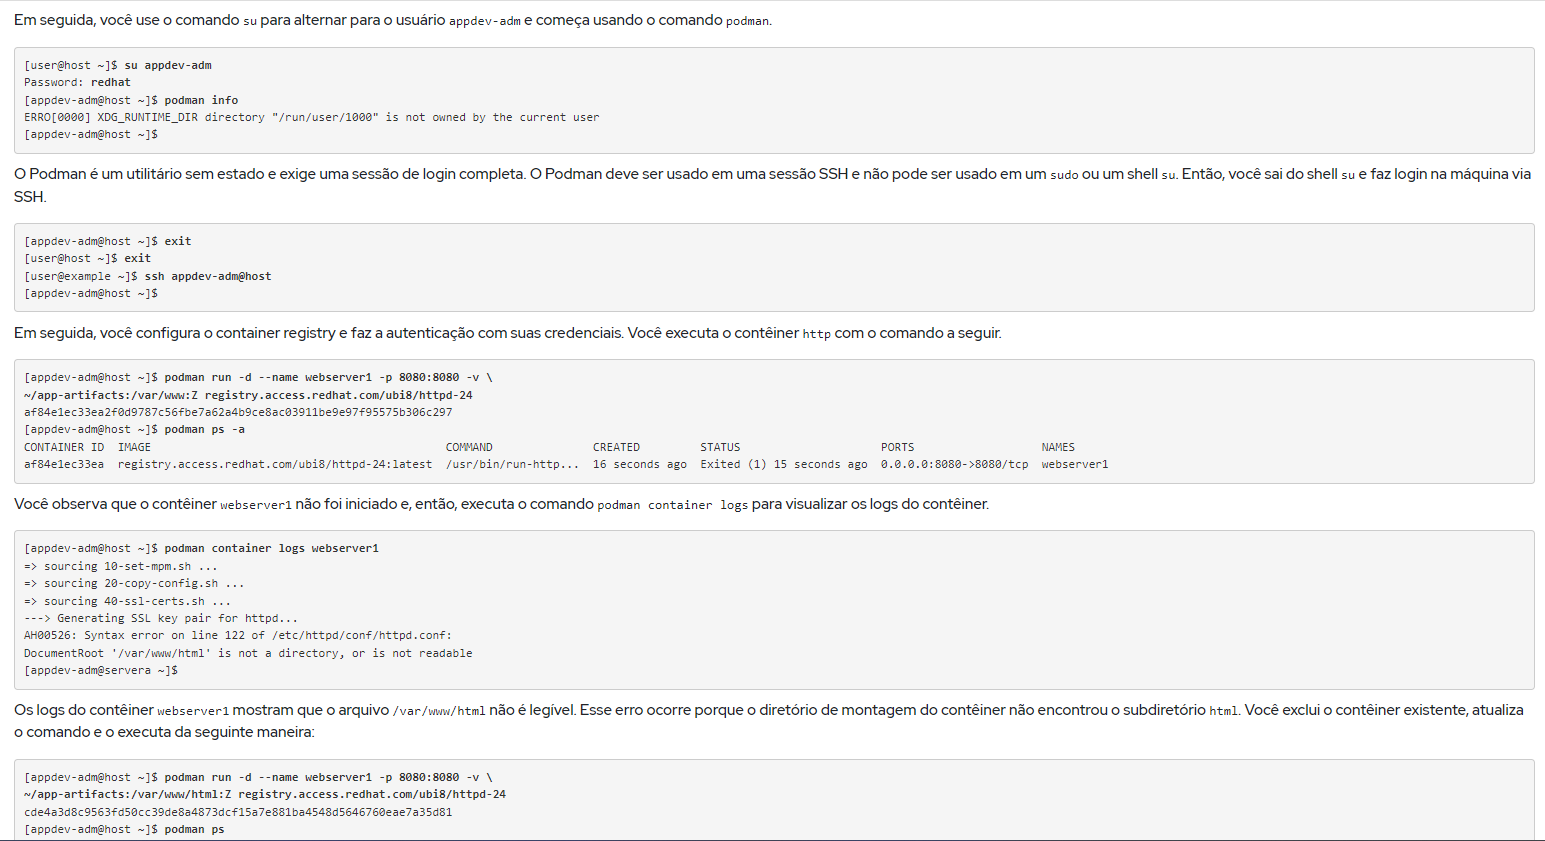 Em seguida, você use o comando su para alternar para o usuário appdev-adm e começa usando o comando podman.
[user@host ~]$ su appdev-adm
Password: redhat
[appdev-adm@host ~]$ podman info
ERRO[0000] XDG_RUNTIME_DIR directory "/run/user/1000" is not owned by the current user
[appdev-adm@host ~]$
O Podman é um utilitário sem estado e exige uma sessão de login completa. O Podman deve ser usado em uma sessão SSH e não pode ser usado em um sudo ou um shell su. Então, você sai do shell su e faz login na máquina via
SSH.
[appdev-adm@host ~]$ exit
[user@host ~]$ exit
[user@example ~]$ ssh appdev-adm@host
[appdev-adm@host ~]$
Em seguida, você configura o container registry e faz a autenticação com suas credenciais. Você executa o contêiner http com o comando a seguir.
[appdev-adm@host ~]$ podman run -d --name webserver1 -p 8080:8080 -v \
~/app-artifacts:/var/www:Z registry.access.redhat.com/ubi8/httpd-24
af84e1ec33ea2f0d9787c56fbe7a62a4b9ce8ac03911be9e97f95575b306c297
[appdev-adm@host ~]$ podman ps -a
CONTAINER ID  IMAGE                                            COMMAND               CREATED         STATUS                     PORTS                   NAMES
af84e1ec33ea  registry.access.redhat.com/ubi8/httpd-24:latest  /usr/bin/run-http...  16 seconds ago  Exited (1) 15 seconds ago  0.0.0.0:8080->8080/tcp  webserver1
Você observa que o contêiner webserver1 não foi iniciado e, então, executa o comando podman container logs para visualizar os logs do contêiner.
[appdev-adm@host ~]$ podman container logs webserver1
=> sourcing 10-set-mpm.sh ...
=> sourcing 20-copy-config.sh ...
=> sourcing 40-ssl-certs.sh ...
---> Generating SSL key pair for httpd...
AH00526: Syntax error on line 122 of /etc/httpd/conf/httpd.conf:
DocumentRoot '/var/www/html' is not a directory, or is not readable
[appdev-adm@servera ~]$
Os logs do contêiner webserver1 mostram que o arquivo /var/www/html não é legível. Esse erro ocorre porque o diretório de montagem do contêiner não encontrou o subdiretório html. Você exclui o contêiner existente, atualiza
o comando e o executa da seguinte maneira:
[appdev-adm@host ~]$ podman run -d --name webserver1 -p 8080:8080 -v \
~/app-artifacts:/var/www/html:Z registry.access.redhat.com/ubi8/httpd-24
cde4a3d8c9563fd50cc39de8a4873dcf15a7e881ba4548d5646760eae7a35d81
[appdev-adm@host ~]$ podman ps